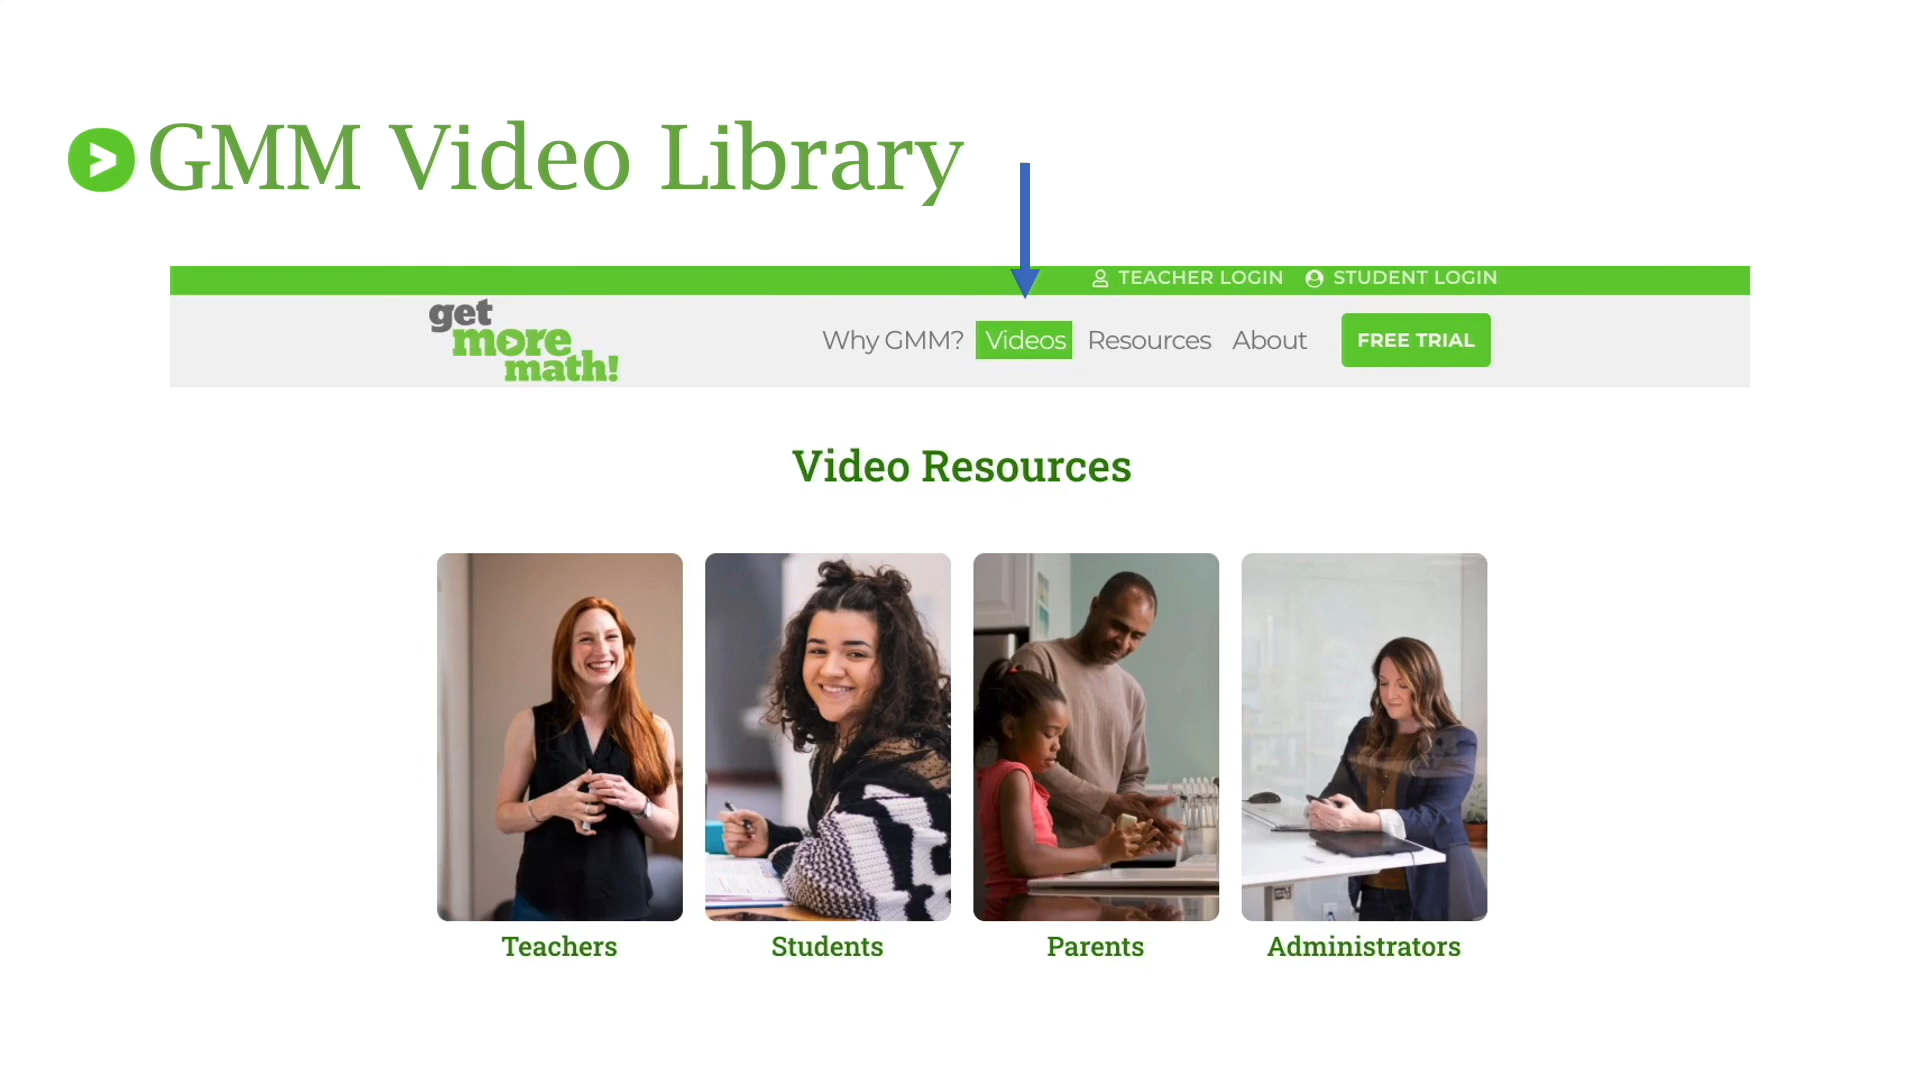 GMM Video Library
TEACHER LOGIN STUDENT LOGIN
get more math!
Why GMM? Videos Resources About FREE TRIAL
Video Resources
Teachers Students Parents Administrators